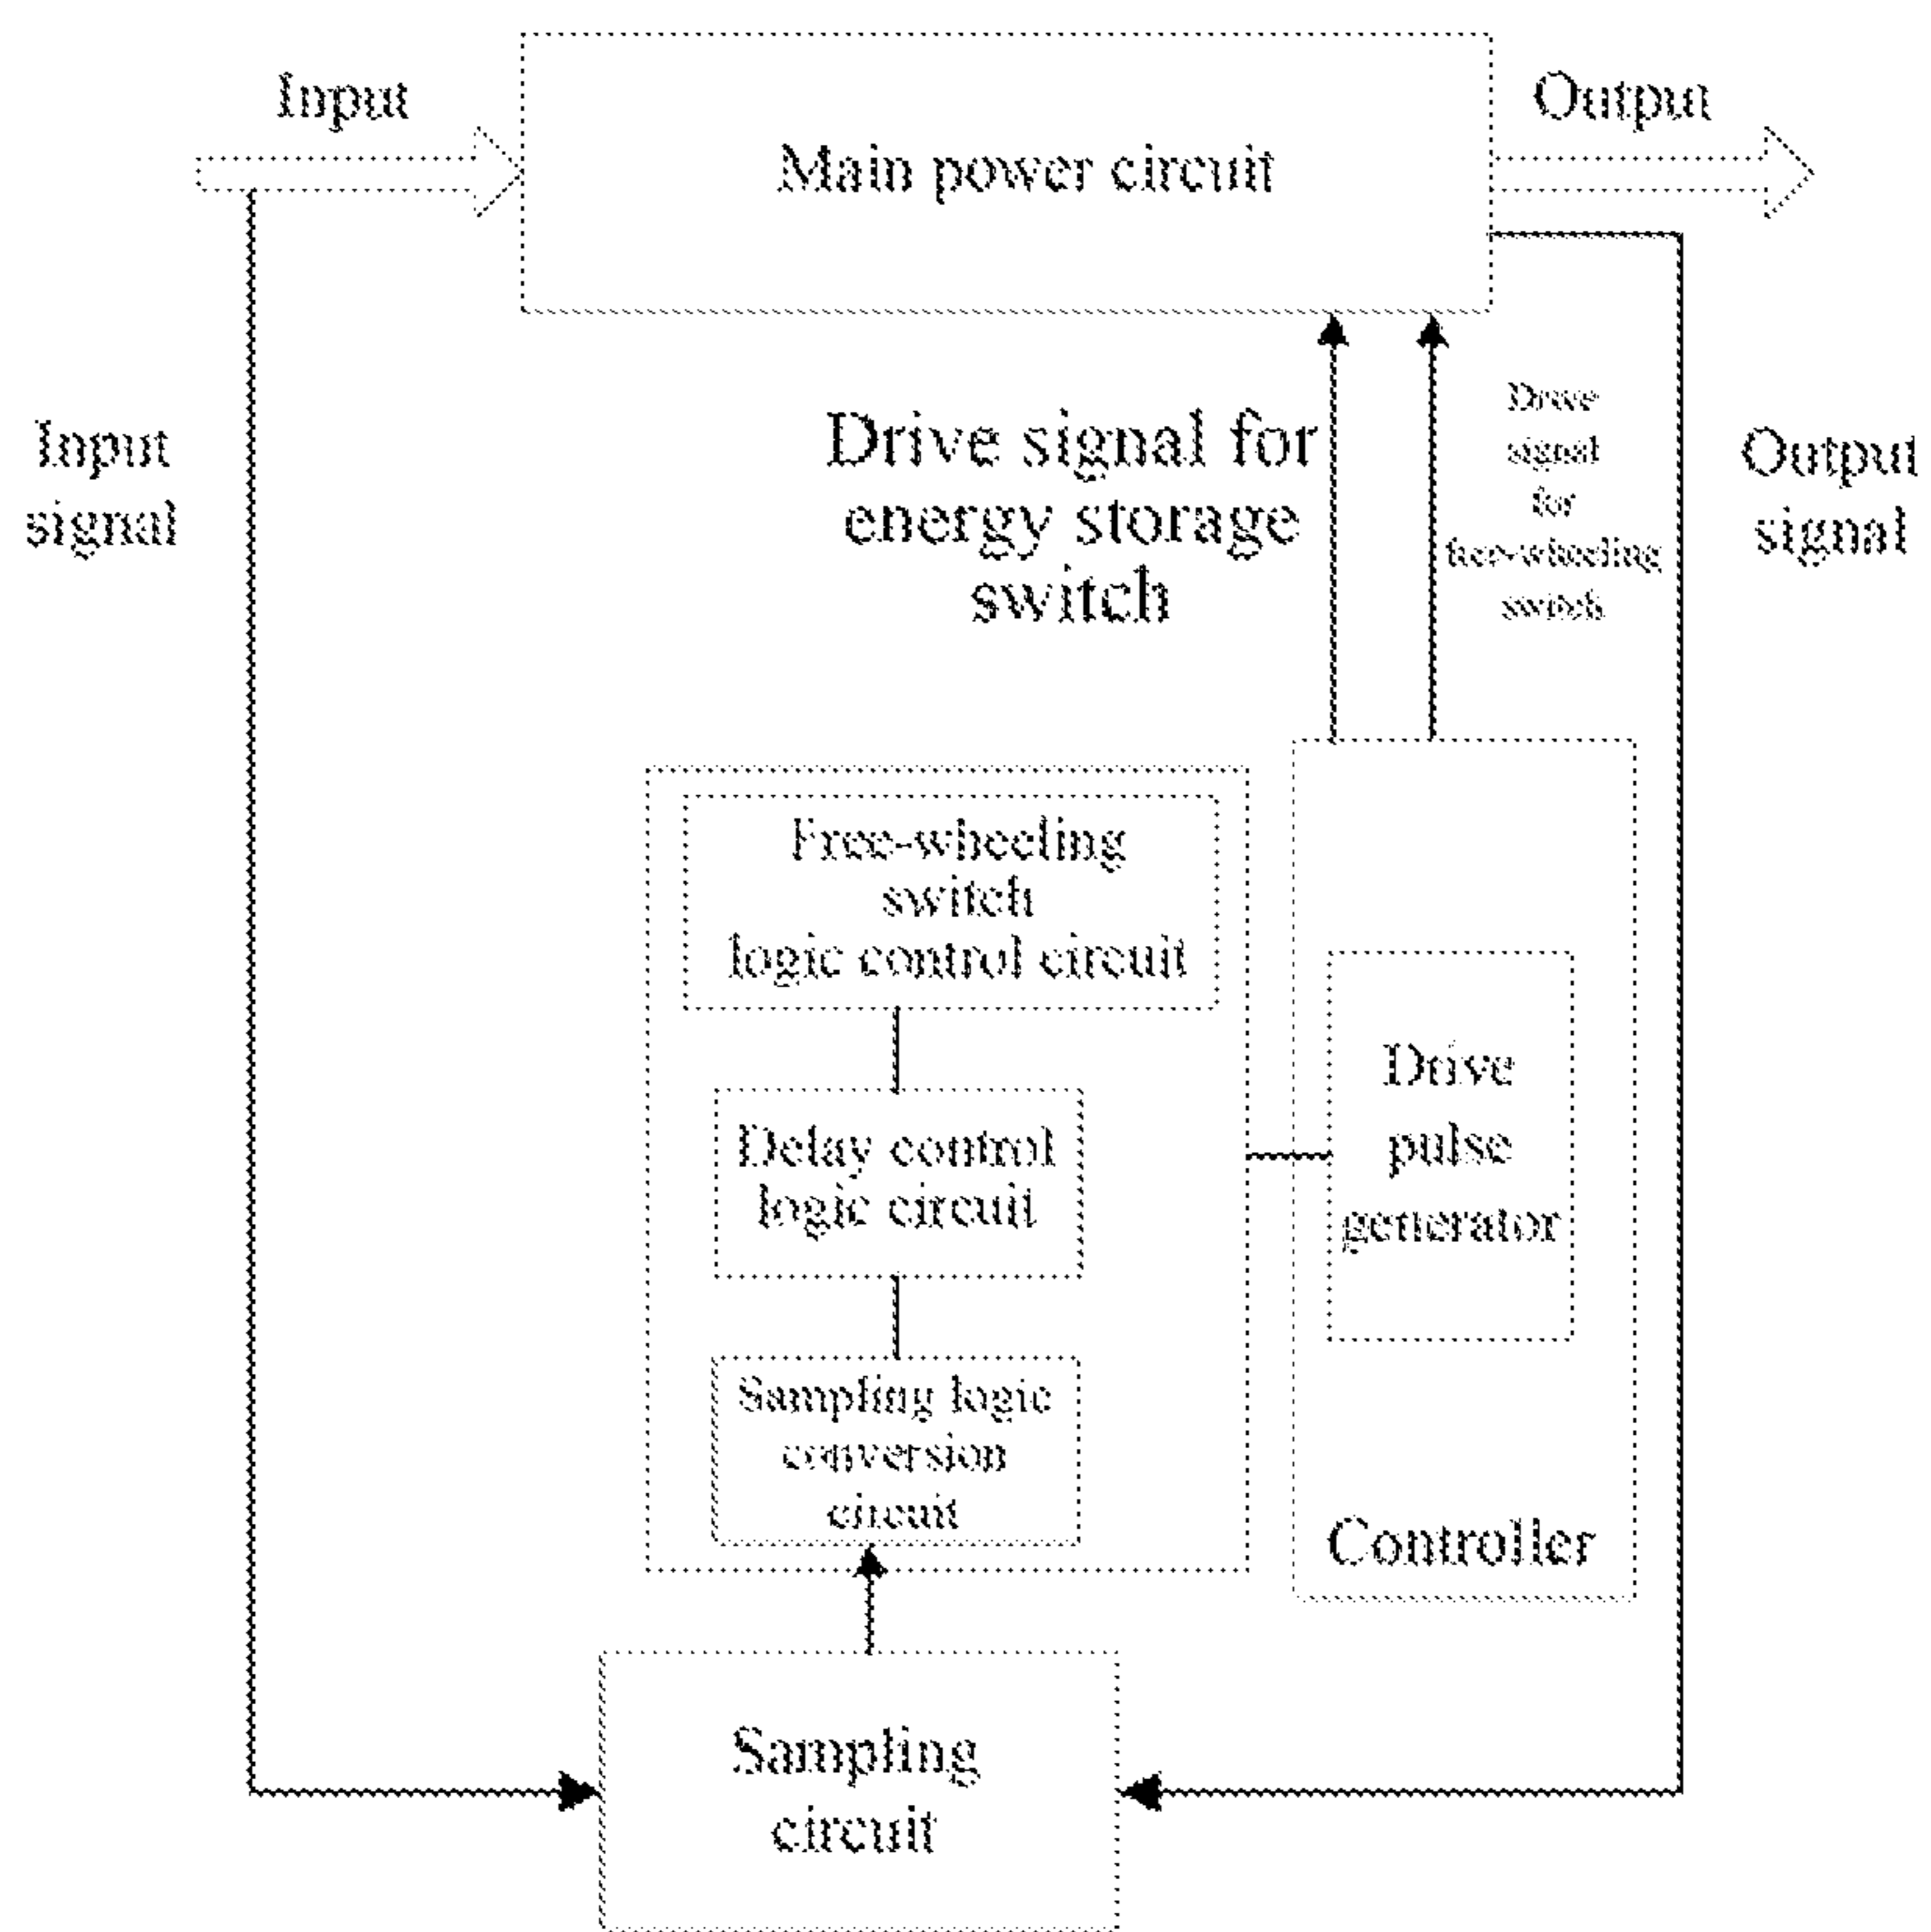 Input
Output
Main power circuit
Input
signal
Drive signal for
energy storage
switch
Drive
signal
for
free-wheeling
switch
Output
signal
Free-wheeling
switch
logic control circuit
Delay control
logic circuit
Sampling logic
conversion
circuit
Drive
pulse
generator
Controller
Sampling
circuit